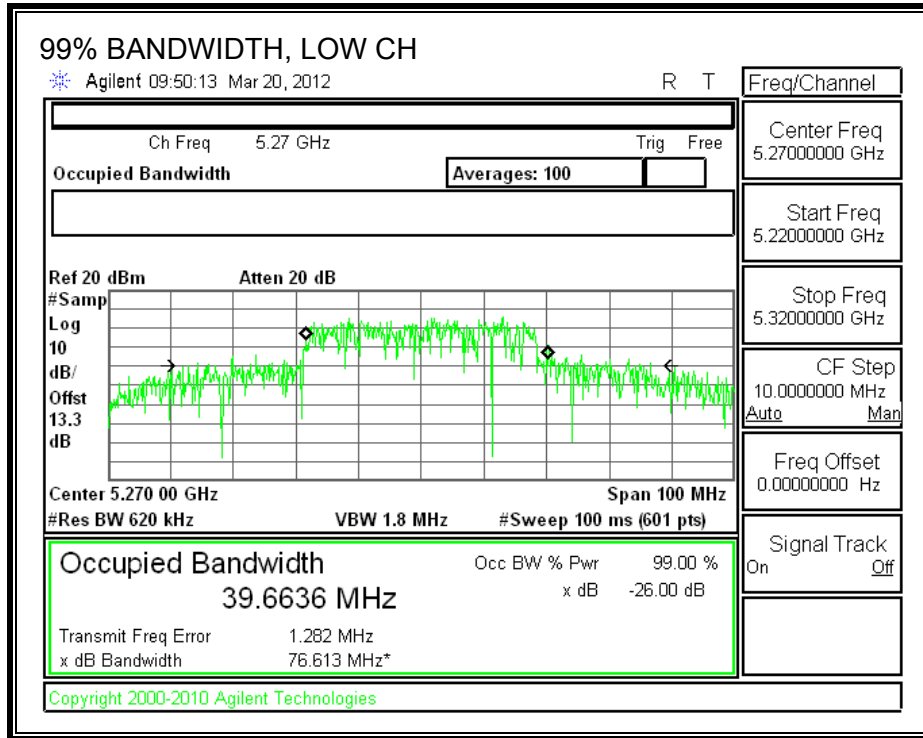 99% BANDWIDTH, LOW CH
Agilent 09:50:13 Mar 20, 2012 R T
Freq/Channel
Ch Freq 5.27 GHz Trig Free
Occupied Bandwidth Averages: 100
Center Freq
5.27000000 GHz
Start Freq
5.22000000 GHz
Stop Freq
5.32000000 GHz
CF Step
10.0000000 MHz
Auto Man
Freq Offset
0.00000000 Hz
Signal Track
On Off
Ref 20 dBm Atten 20 dB
#Samp
Log
10
dB/
Offst
13.3
dB
Center 5.270 00 GHz Span 100 MHz
#Res BW 620 kHz VBW 1.8 MHz #Sweep 100 ms (601 pts)
Occupied Bandwidth
39.6636 MHz
Occ BW % Pwr 99.00 %
x dB -26.00 dB
Transmit Freq Error 1.282 MHz
x dB Bandwidth 76.613 MHz*
Copyright 2000-2010 Agilent Technologies